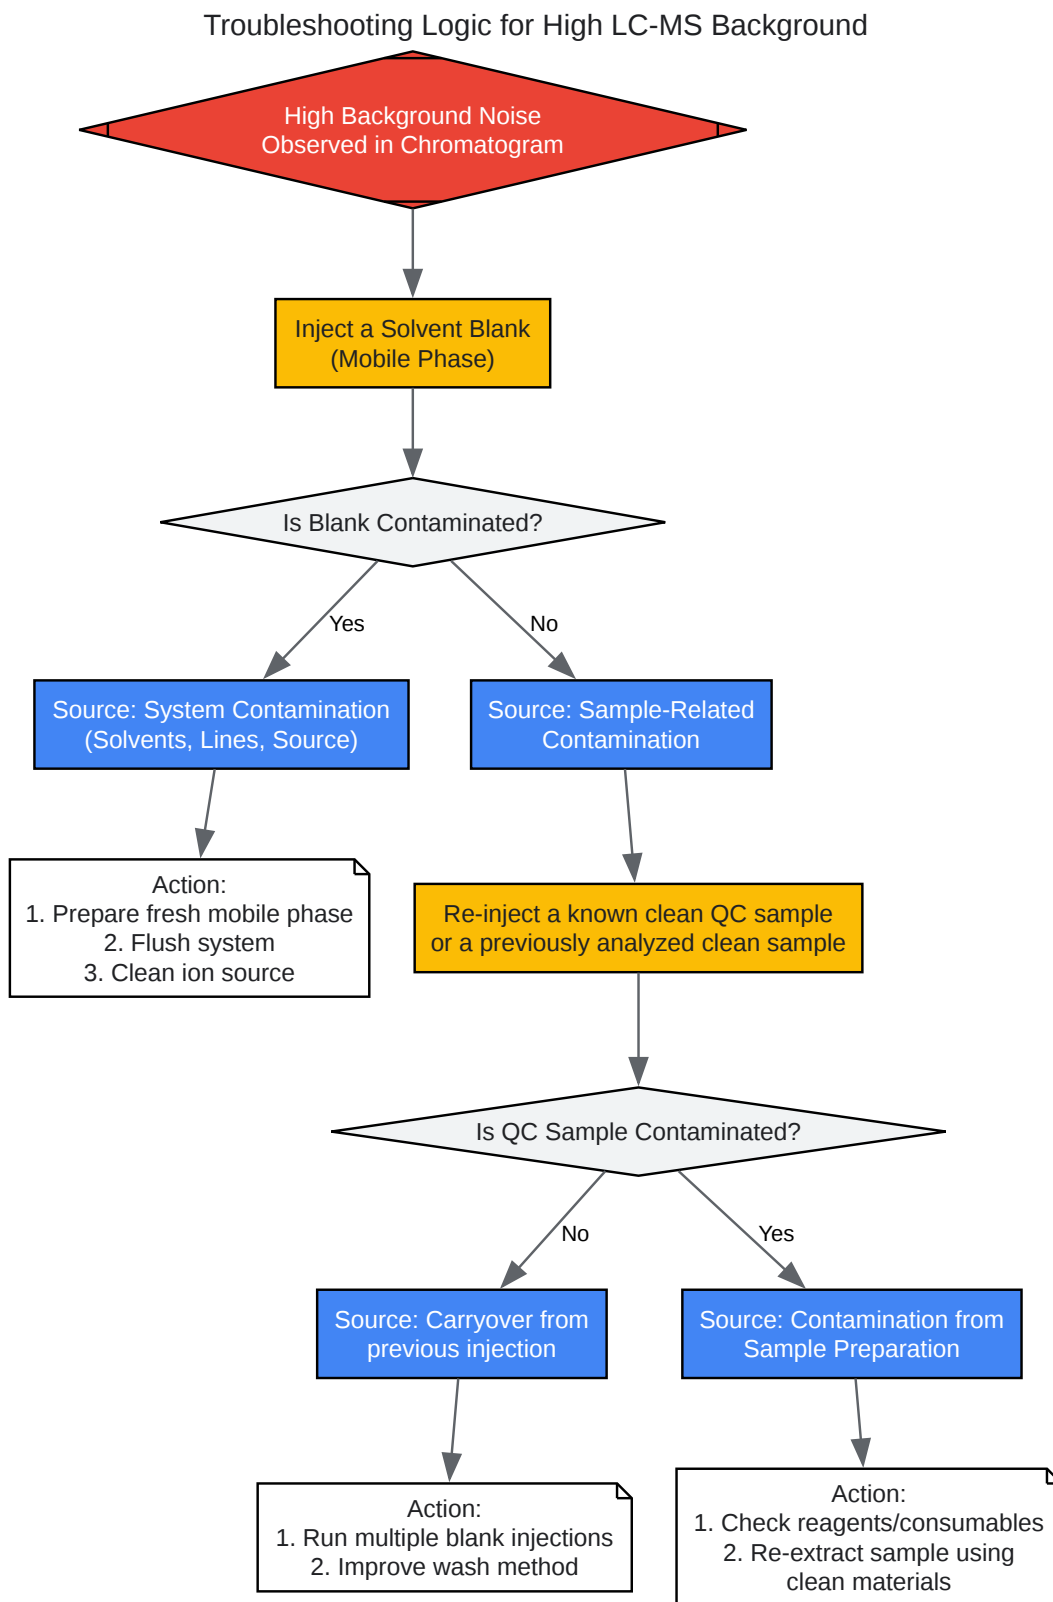 Troubleshooting Logic for High LC-MS Background
High Background Noise
Observed in Chromatogram
Inject a Solvent Blank
(Mobile Phase)
Is Blank Contaminated?
Yes
No
Source: System Contamination
(Solvents, Lines, Source)
Source: Sample-Related
Contamination
Action:
1. Prepare fresh mobile phase
2. Flush system
3. Clean ion source
Re-inject a known clean QC sample
or a previously analyzed clean sample
Is QC Sample Contaminated?
No
Yes
Source: Carryover from
previous injection
Source: Contamination from
Sample Preparation
Action:
1. Run multiple blank injections
2. Improve wash method
Action:
1. Check reagents/consumables
2. Re-extract sample using
clean materials